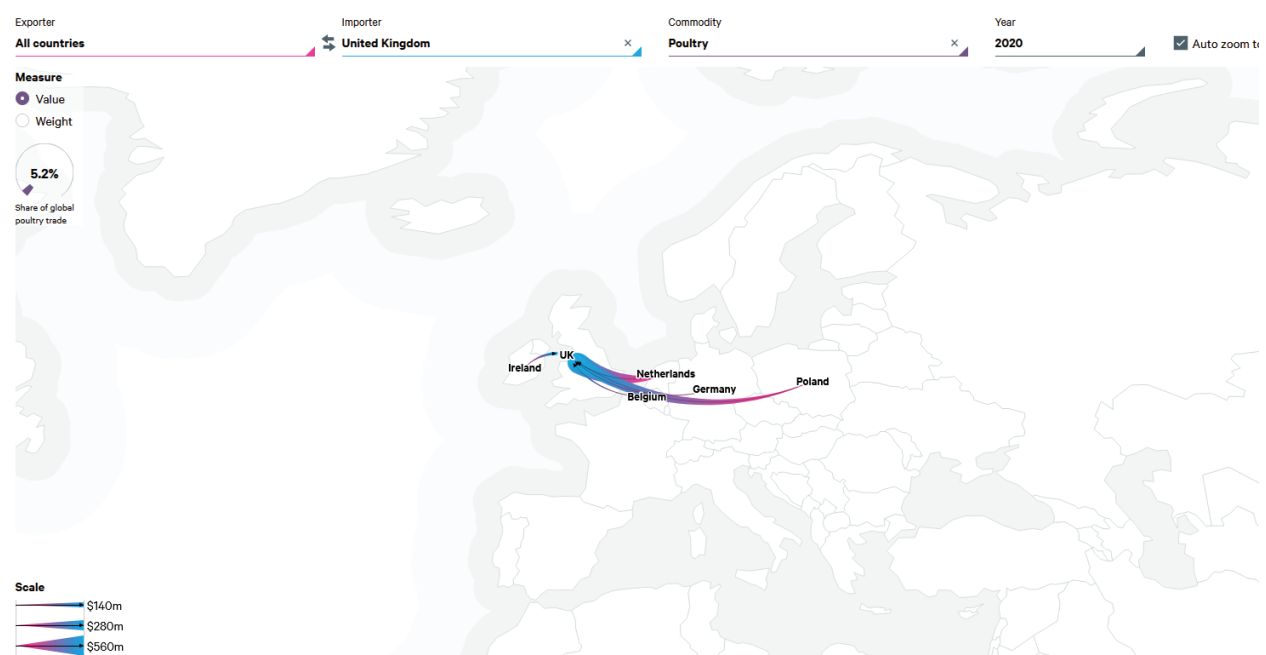 Exporter
All countries
Importer
United Kingdom
×
Commodity
Poultry
×
Year
2020
Auto zoom to
Measure
Value
Weight
5.2%
Share of global
poultry trade
UK
Ireland
Netherlands
Poland
Germany
Belgium
Scale
$140m
$280m
$560m